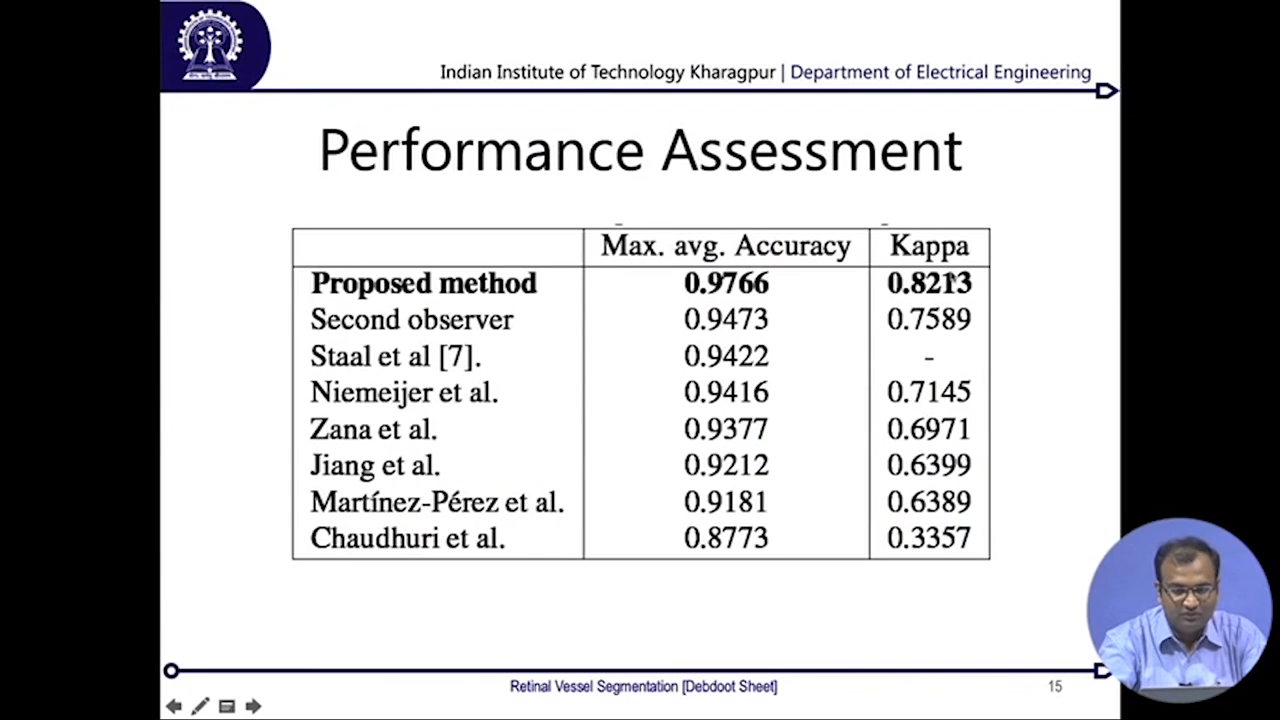 Indian Institute of Technology Kharagpur | Department of Electrical Engineering
Performance Assessment
Max. avg. Accuracy Kappa
Proposed method 0.9766 0.8213
Second observer 0.9473 0.7589
Staal et al [7]. 0.9422 -
Niemeijer et al. 0.9416 0.7145
Zana et al. 0.9377 0.6971
Jiang et al. 0.9212 0.6399
Martínez-Pérez et al. 0.9181 0.6389
Chaudhuri et al. 0.8773 0.3357
Retinal Vessel Segmentation [Debdoot Sheet] 15